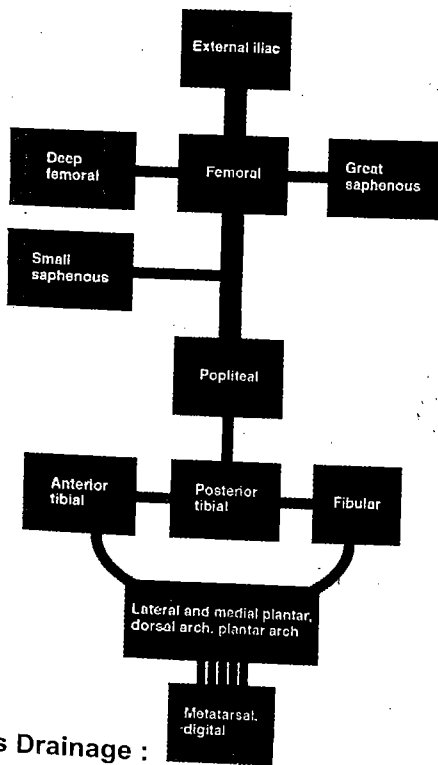 External iliac
Deep
femoral
Femoral
Great
saphenous
Small
saphenous
Popliteal
Anterior
tibial
Posterior
tibial
Fibular
Lateral and medial plantar,
dorsal arch, plantar arch
Metatarsal,
digital
s Drainage :